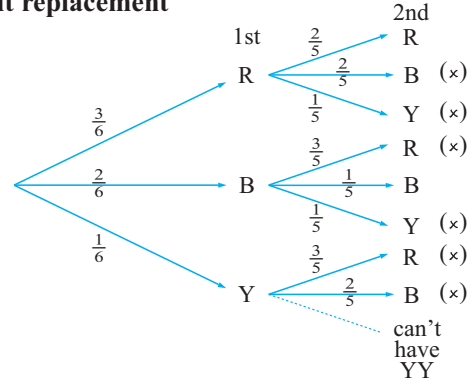 t replacement
1st
2nd
3/6
2/6
1/6
R
2/5
R
2/5
B (×)
1/5
Y (×)
B
3/5
R (×)
1/5
B
1/5
Y (×)
Y
3/5
R (×)
2/5
B (×)
can't
have
YY